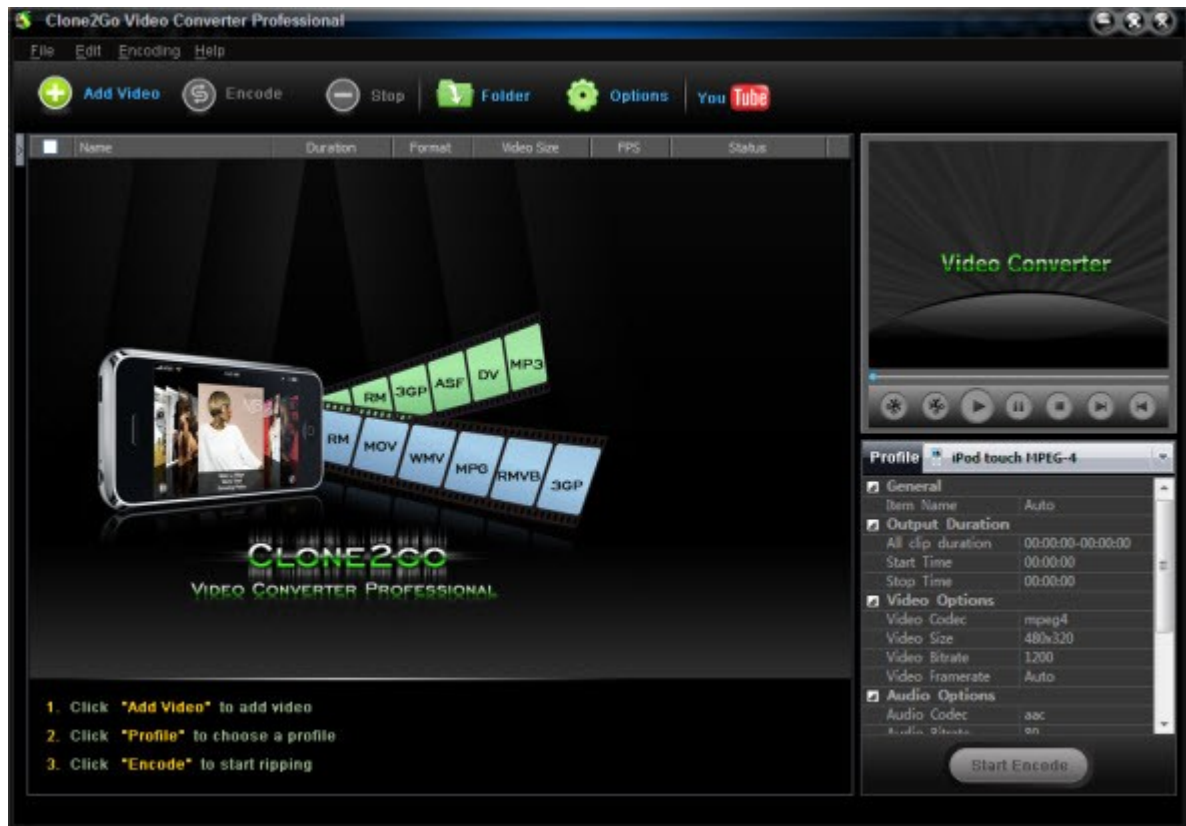 Clone2Go Video Converter Professional
File Edit Encoding Help
Add Video Encode Stop Folder Options You Tube
Name Duration Format Video Size FPS Status
Video Converter
RM 3GP ASF DV MP3
RM MOV WMV MPG RMVB 3GP
CLONE2GO
VIDEO CONVERTER PROFESSIONAL
1. Click "Add Video" to add video
2. Click "Profile" to choose a profile
3. Click "Encode" to start ripping
Profile iPod touch MPEG-4
General
Item Name Auto
Output Duration
All clip duration 00:00:00-00:00:00
Start Time 00:00:00
Stop Time 00:00:00
Video Options
Video Codec mpeg4
Video Size 480x320
Video Bitrate 1200
Video Framerate Auto
Audio Options
Audio Codec aac
Audio Bitrate 80
Start Encode